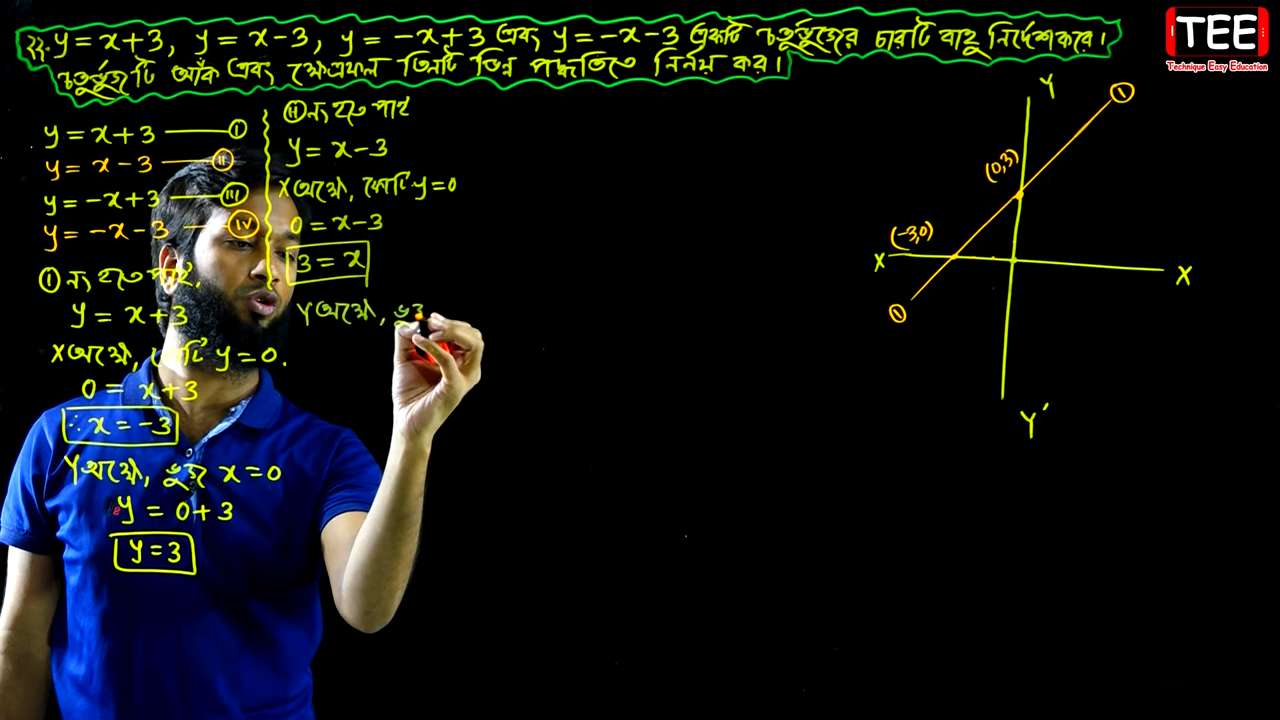 ২২. y = x+3, y = x-3, y = -x+3 এবং y = -x-3 একটি চতুর্ভুজের চারটি বাহু নির্দেশ করে।
চতুর্ভুজটি আঁক এবং ক্ষেত্রফল তিনটি ভিন্ন পদ্ধতিতে নির্ণয় কর।
TEE
Technique Easy Education
y = x+3 — i
y = x-3 — ii
y = -x+3 — iii
y = -x-3 — iv
i নং হতে পাই,
y = x+3
X অক্ষে, কোটি y=0.
0 = x+3
∴ x = -3
Y অক্ষে, ভুজ x=0
y = 0+3
y=3
ii নং হতে পাই
y = x-3
X অক্ষে, কোটি y=0
0 = x-3
3 = x
Y অক্ষে,
Y
i
(0,3)
(-3,0)
X
X
i
Y′